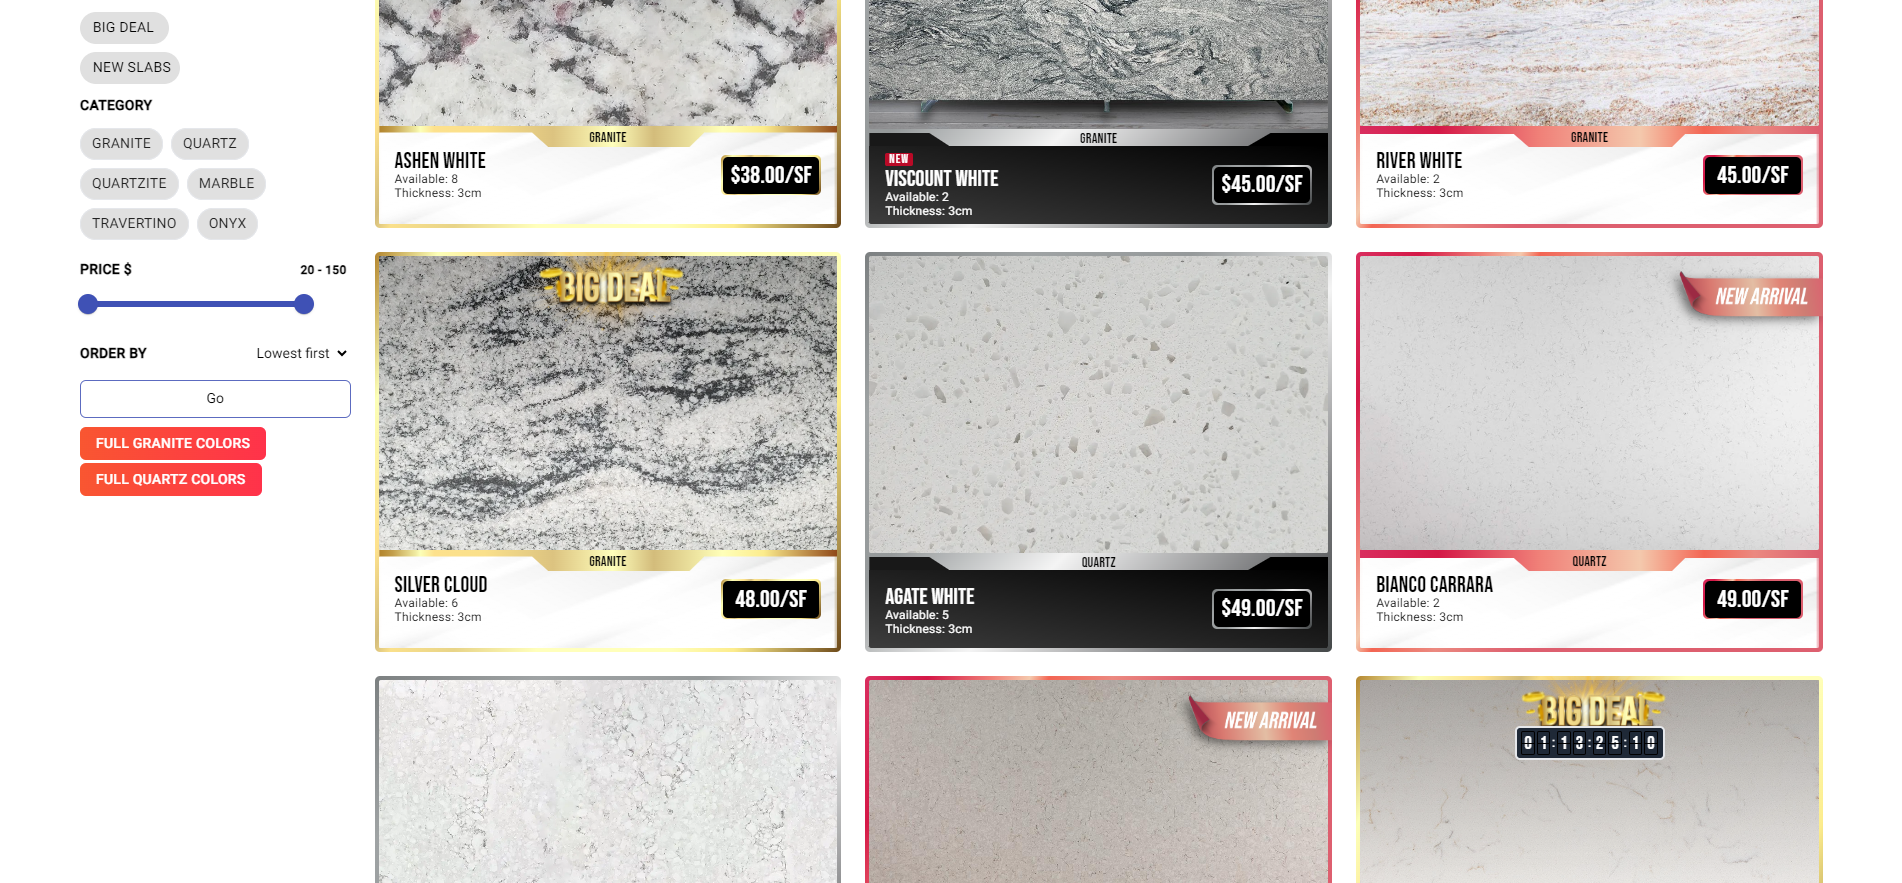 BIG DEAL
NEW SLABS
CATEGORY
GRANITE QUARTZ
QUARTZITE MARBLE
TRAVERTINO ONYX
PRICE $ 20 - 150
ORDER BY Lowest first
Go
FULL GRANITE COLORS
FULL QUARTZ COLORS
GRANITE
ASHEN WHITE
Available: 8
Thickness: 3cm
$38.00/SF
GRANITE
NEW
VISCOUNT WHITE
Available: 2
Thickness: 3cm
$45.00/SF
GRANITE
RIVER WHITE
Available: 2
Thickness: 3cm
45.00/SF
BIG DEAL
GRANITE
SILVER CLOUD
Available: 6
Thickness: 3cm
48.00/SF
QUARTZ
AGATE WHITE
Available: 5
Thickness: 3cm
$49.00/SF
NEW ARRIVAL
QUARTZ
BIANCO CARRARA
Available: 2
Thickness: 3cm
49.00/SF
NEW ARRIVAL
BIG DEAL
01:13:25:10